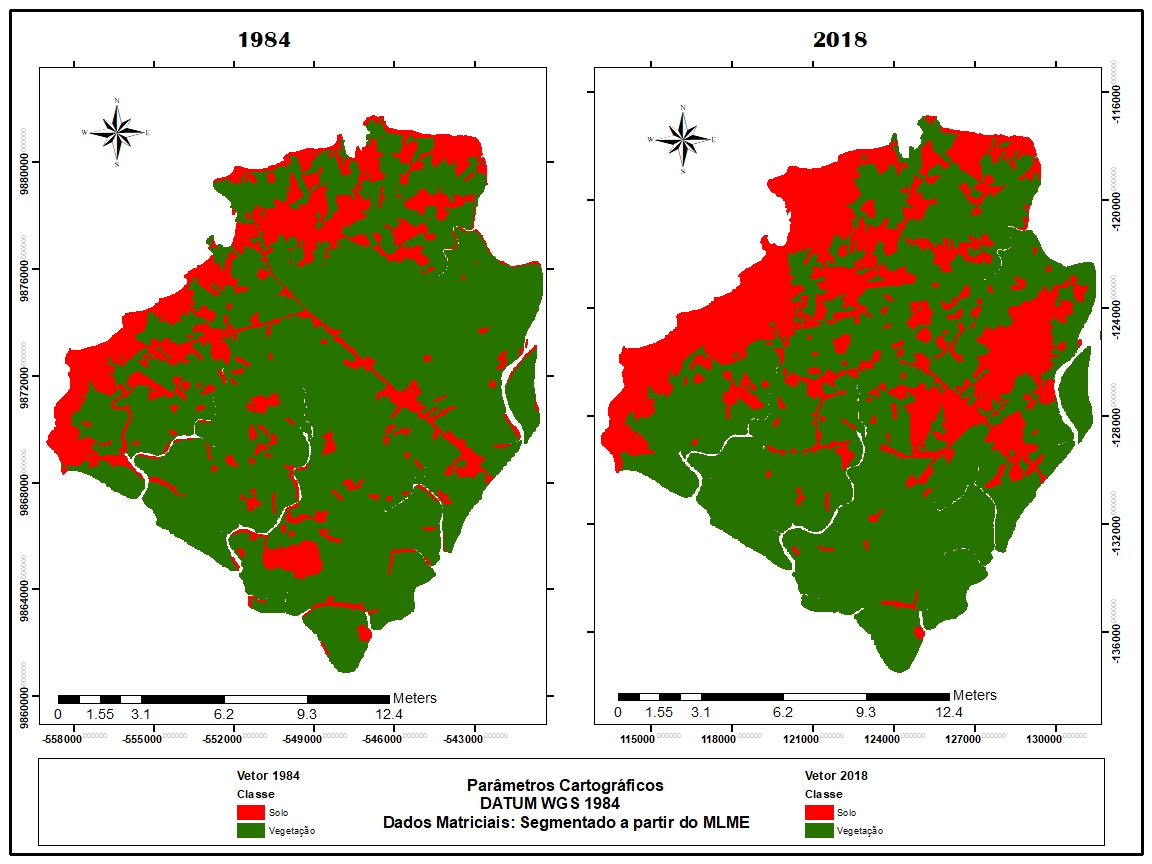 1984
2018
N
W E
S
N
W E
S
9880000
9876000
9872000
9868000
9864000
9860000
-116000
-120000
-124000
-128000
-132000
-136000
Meters
0 1.55 3.1 6.2 9.3 12.4
Meters
0 1.55 3.1 6.2 9.3 12.4
-558000 -555000 -552000 -549000 -546000 -543000
115000 118000 121000 124000 127000 130000
Vetor 1984
Classe
Solo
Vegetação
Parâmetros Cartográficos
DATUM WGS 1984
Dados Matriciais: Segmentado a partir do MLME
Vetor 2018
Classe
Solo
Vegetação